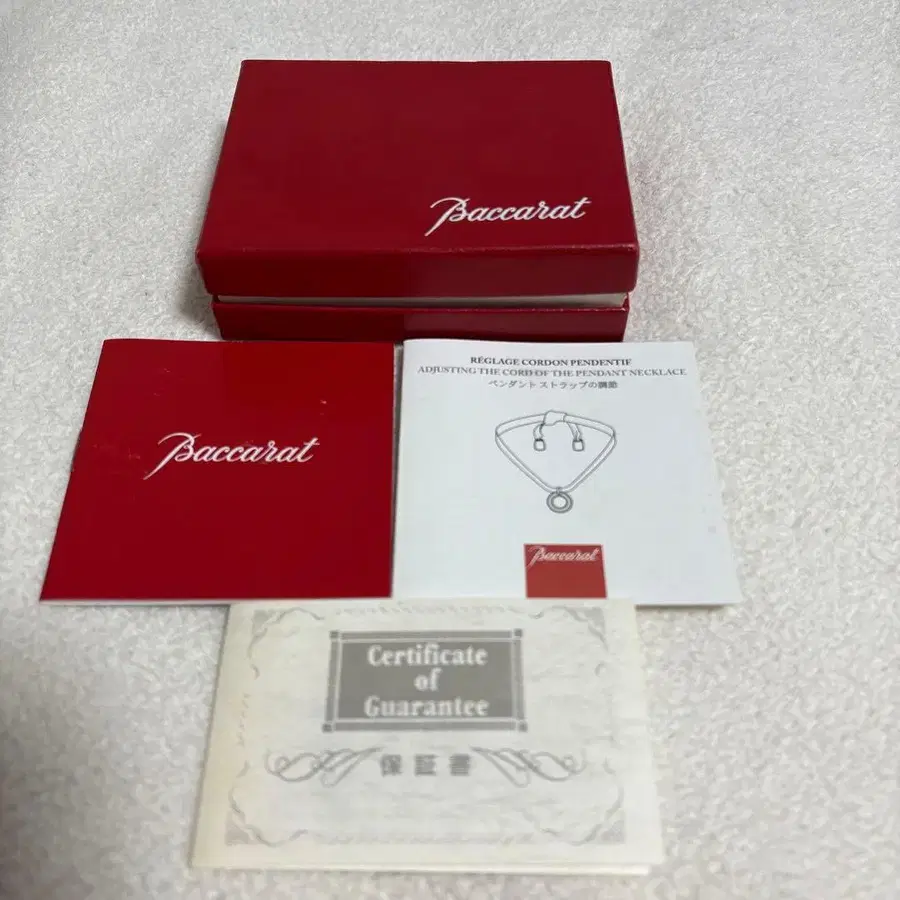 Baccarat
Baccarat
RÉGLAGE CORDON PENDENTIF
ADJUSTING THE CORD OF THE PENDANT NECKLACE
ペンダントストラップの調節
Baccarat
Certificate
of
Guarantee
保証書